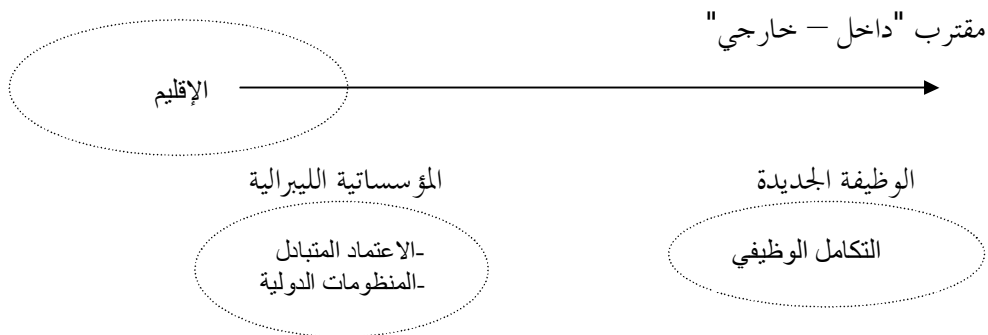 مقترب "داخل – خارجي"
الإقليم
الوظيفة الجديدة
المؤسساتية الليبرالية
التكامل الوظيفي
-الاعتماد المتبادل
-المنظومات الدولية